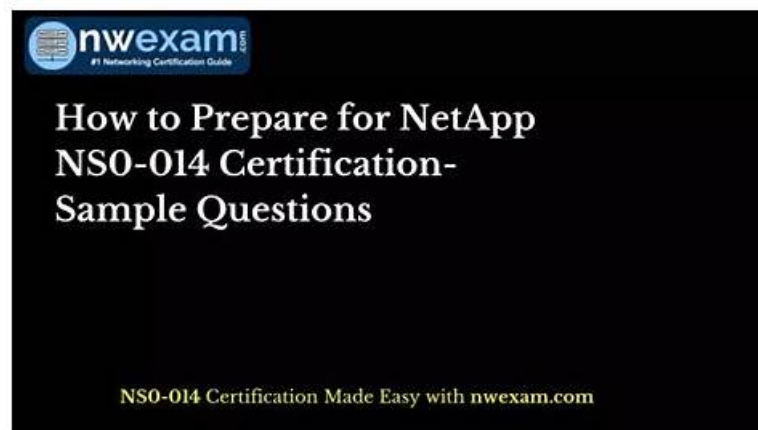 nwexam.com
#1 Networking Certification Guide
How to Prepare for NetApp
NS0-014 Certification-
Sample Questions
NS0-014 Certification Made Easy with nwexam.com